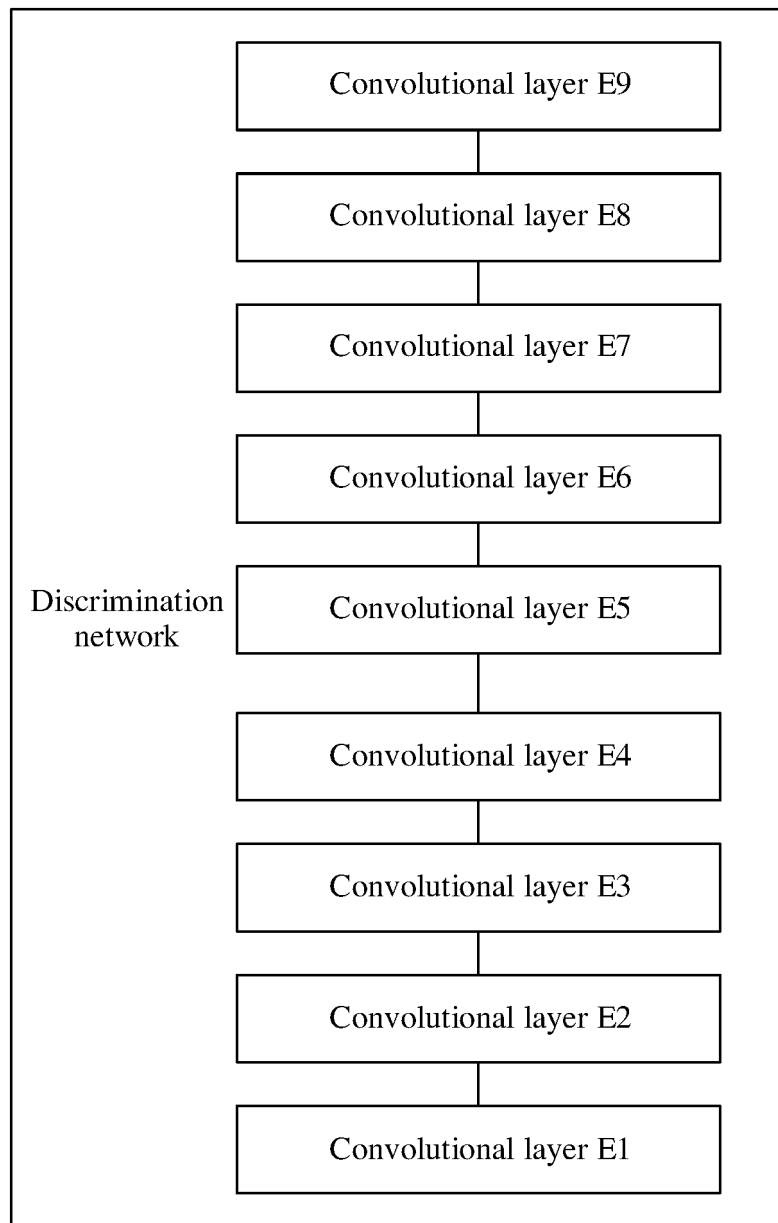 Convolutional layer E9
Convolutional layer E8
Convolutional layer E7
Convolutional layer E6
Discrimination
network
Convolutional layer E5
Convolutional layer E4
Convolutional layer E3
Convolutional layer E2
Convolutional layer E1